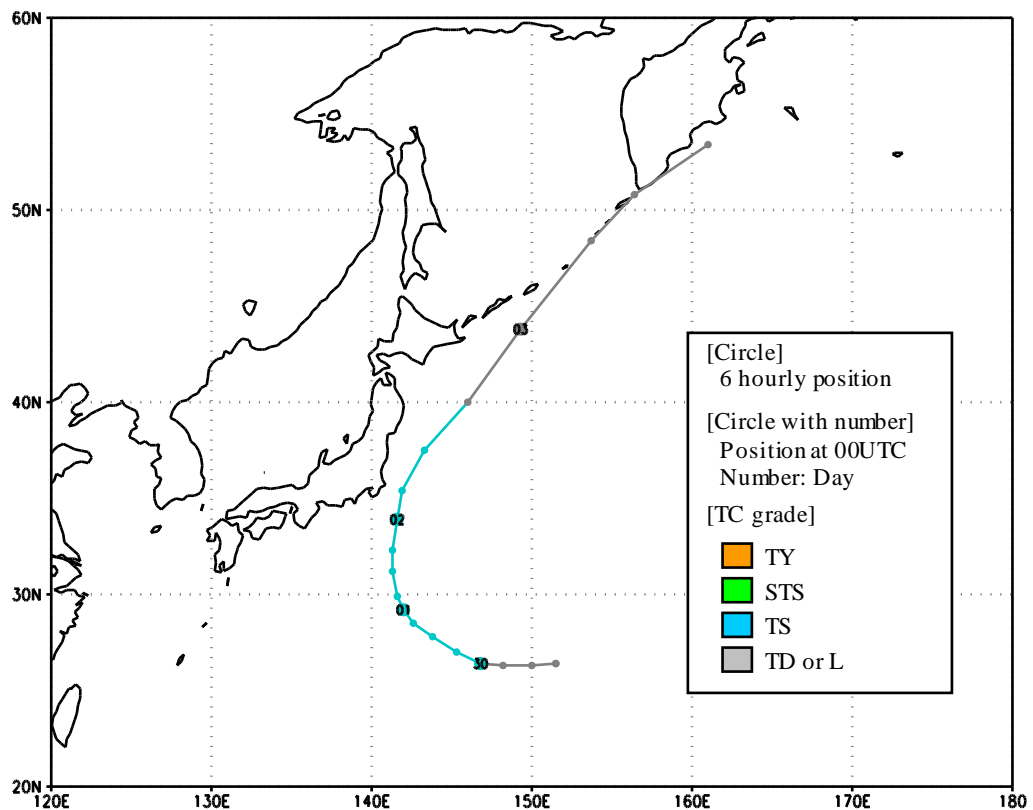 60N
50N
40N
30N
20N
120E 130E 140E 150E 160E 170E 180
03
02
01
30
[Circle]
6 hourly position
[Circle with number]
Position at 00UTC
Number: Day
[TC grade]
TY
STS
TS
TD or L